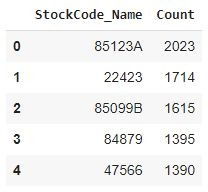 StockCode_Name Count
0 85123A 2023
1 22423 1714
2 85099B 1615
3 84879 1395
4 47566 1390